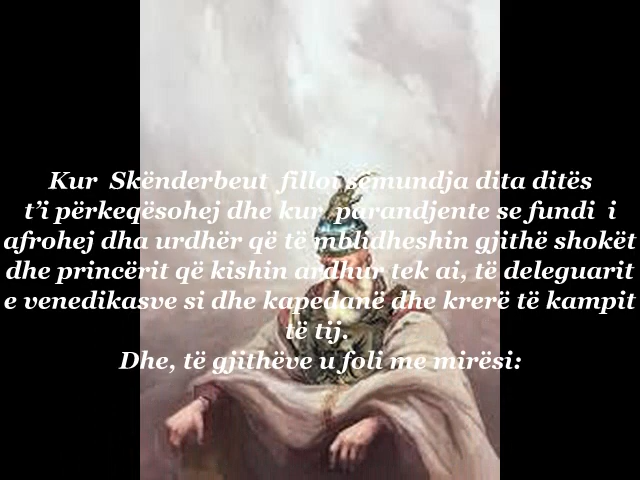 Kur Skënderbeut filloi sëmundja dita ditës
t’i përkeqësohej dhe kur parandjente se fundi i
afrohej dha urdhër që të mblidheshin gjithë shokët
dhe princërit që kishin ardhur tek ai, të deleguarit
e venedikasve si dhe kapedanë dhe krerë të kampit
të tij.
Dhe, të gjithëve u foli me mirësi: